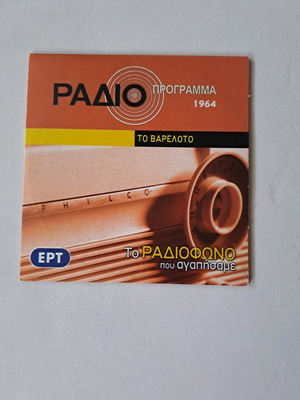 ΡΑΔΙΟ
ΠΡΟΓΡΑΜΜΑ
1964
ΤΟ ΒΑΡΕΛΟΤΟ
PHILCO
ΕΡΤ
Το ΡΑΔΙΟΦΩΝΟ
που αγαπήσαμε